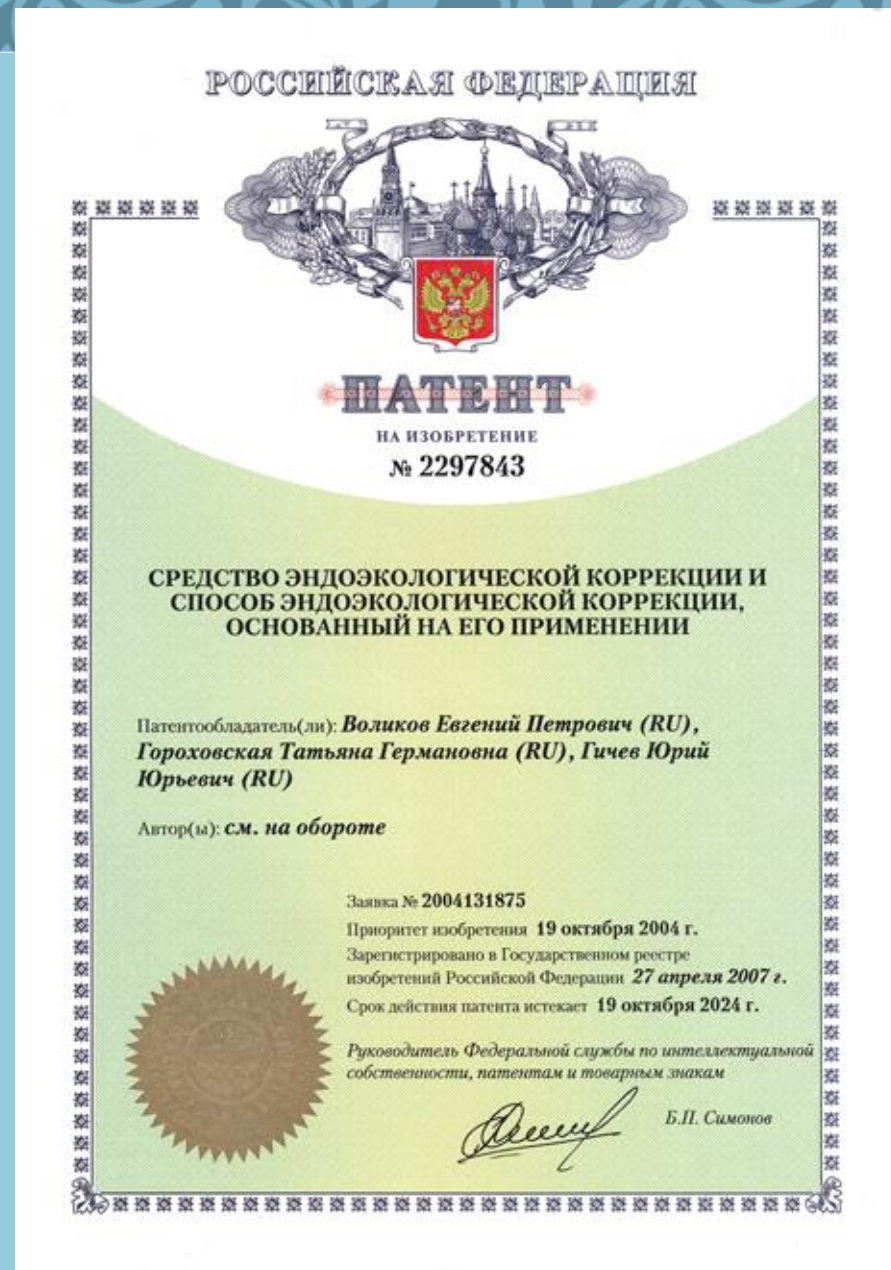 РОССИЙСКАЯ ФЕДЕРАЦИЯ
ПАТЕНТ
НА ИЗОБРЕТЕНИЕ
№ 2297843
СРЕДСТВО ЭНДОЭКОЛОГИЧЕСКОЙ КОРРЕКЦИИ И
СПОСОБ ЭНДОЭКОЛОГИЧЕСКОЙ КОРРЕКЦИИ,
ОСНОВАННЫЙ НА ЕГО ПРИМЕНЕНИИ
Патентообладатель(ли): Воликов Евгений Петрович (RU),
Гороховская Татьяна Германовна (RU), Гичев Юрий
Юрьевич (RU)
Автор(ы): см. на обороте
Заявка № 2004131875
Приоритет изобретения 19 октября 2004 г.
Зарегистрировано в Государственном реестре
изобретений Российской Федерации 27 апреля 2007 г.
Срок действия патента истекает 19 октября 2024 г.
Руководитель Федеральной службы по интеллектуальной
собственности, патентам и товарным знакам
Б.П. Симонов